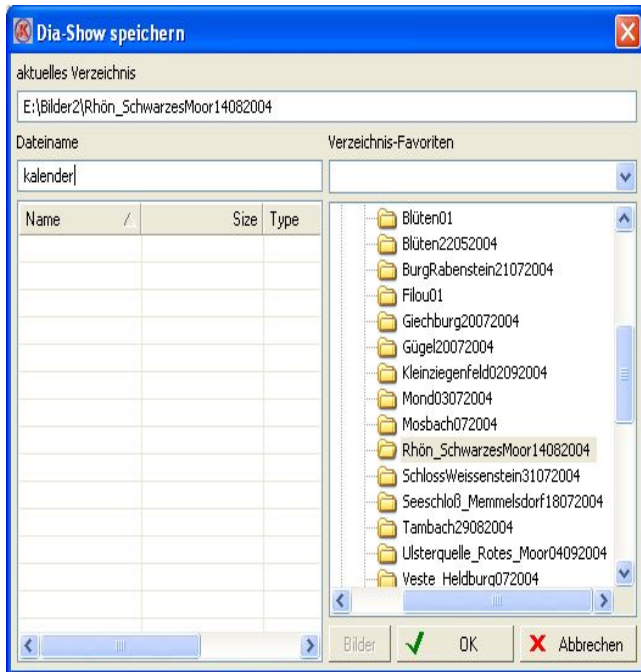 Dia-Show speichern
aktuelles Verzeichnis
E:\Bilder2\Rhön_SchwarzesMoor14082004
Dateiname
Verzeichnis-Favoriten
kalender
Name Size Type
Blüten01
Blüten22052004
BurgRabenstein21072004
Filou01
Giechburg20072004
Gügel20072004
Kleinziegenfeld02092004
Mond03072004
Mosbach072004
Rhön_SchwarzesMoor14082004
SchlossWeissenstein31072004
Seeschloß_Memmelsdorf18072004
Tambach29082004
Ulsterquelle_Rotes_Moor04092004
Veste_Heldburg072004
Bilder OK Abbrechen